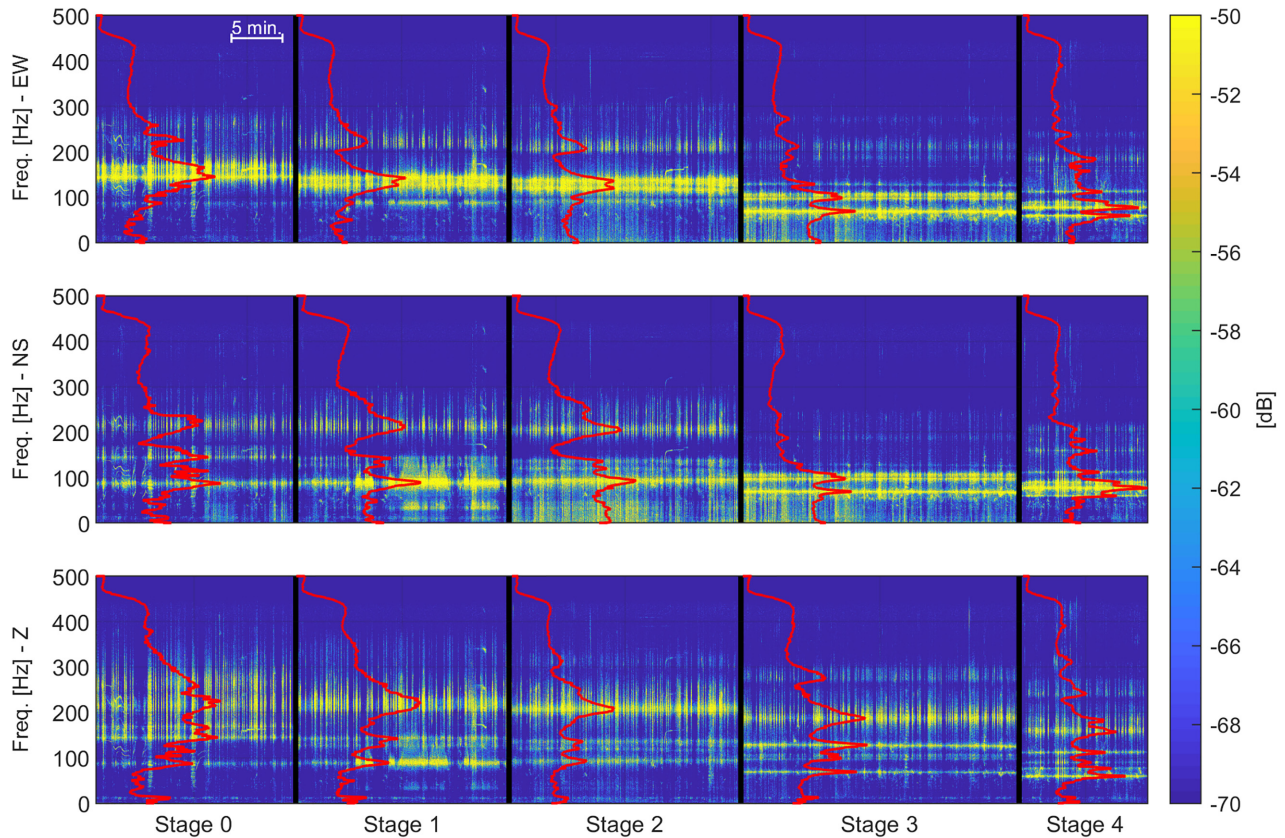 500
400
300
200
100
0
Freq. [Hz] - EW
5 min.
500
400
300
200
100
0
Freq. [Hz] - NS
500
400
300
200
100
0
Freq. [Hz] - Z
Stage 0
Stage 1
Stage 2
Stage 3
Stage 4
-50
-52
-54
-56
-58
-60
-62
-64
-66
-68
-70
[dB]